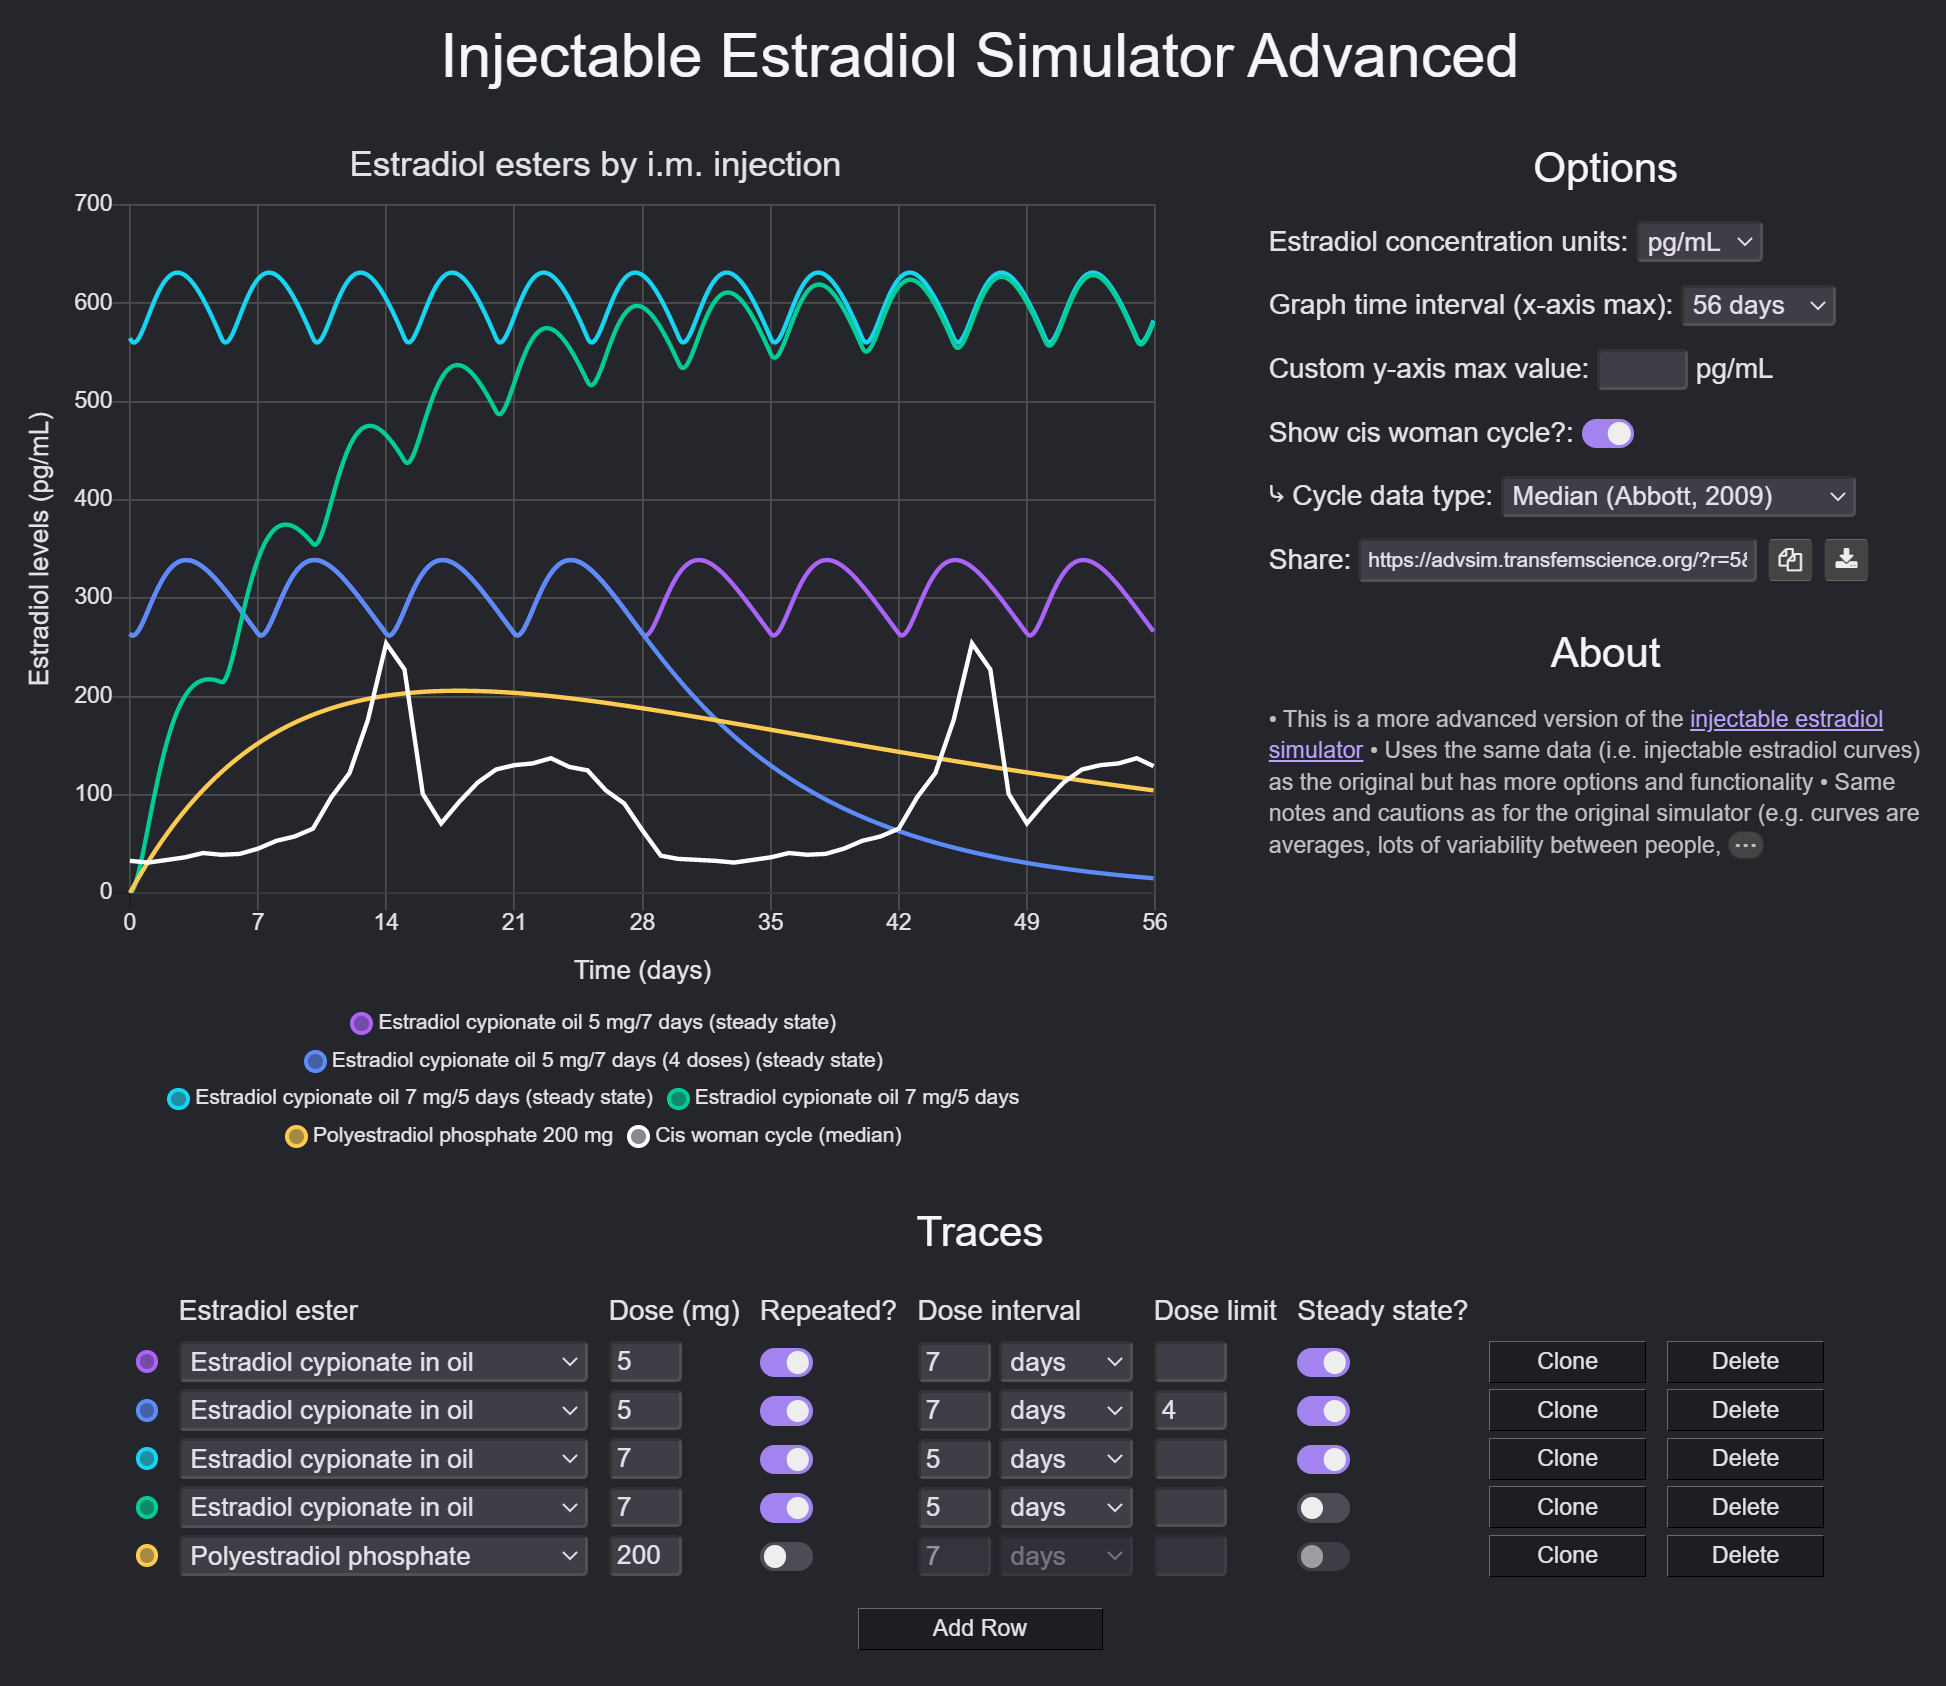 Injectable Estradiol Simulator Advanced
Estradiol esters by i.m. injection
700
600
500
400
300
200
100
0
Estradiol levels (pg/mL)
0 7 14 21 28 35 42 49 56
Time (days)
Estradiol cypionate oil 5 mg/7 days (steady state)
Estradiol cypionate oil 5 mg/7 days (4 doses) (steady state)
Estradiol cypionate oil 7 mg/5 days (steady state) Estradiol cypionate oil 7 mg/5 days
Polyestradiol phosphate 200 mg Cis woman cycle (median)
Options
Estradiol concentration units: pg/mL
Graph time interval (x-axis max): 56 days
Custom y-axis max value: pg/mL
Show cis woman cycle?:
↳ Cycle data type: Median (Abbott, 2009)
Share: https://advsim.transfemscience.org/?r=5&
About
• This is a more advanced version of the injectable estradiol
simulator • Uses the same data (i.e. injectable estradiol curves)
as the original but has more options and functionality • Same
notes and cautions as for the original simulator (e.g. curves are
averages, lots of variability between people, ...
Traces
Estradiol ester Dose (mg) Repeated? Dose interval Dose limit Steady state?
Estradiol cypionate in oil 5 7 days Clone Delete
Estradiol cypionate in oil 5 7 days 4 Clone Delete
Estradiol cypionate in oil 7 5 days Clone Delete
Estradiol cypionate in oil 7 5 days Clone Delete
Polyestradiol phosphate 200 7 days Clone Delete
Add Row